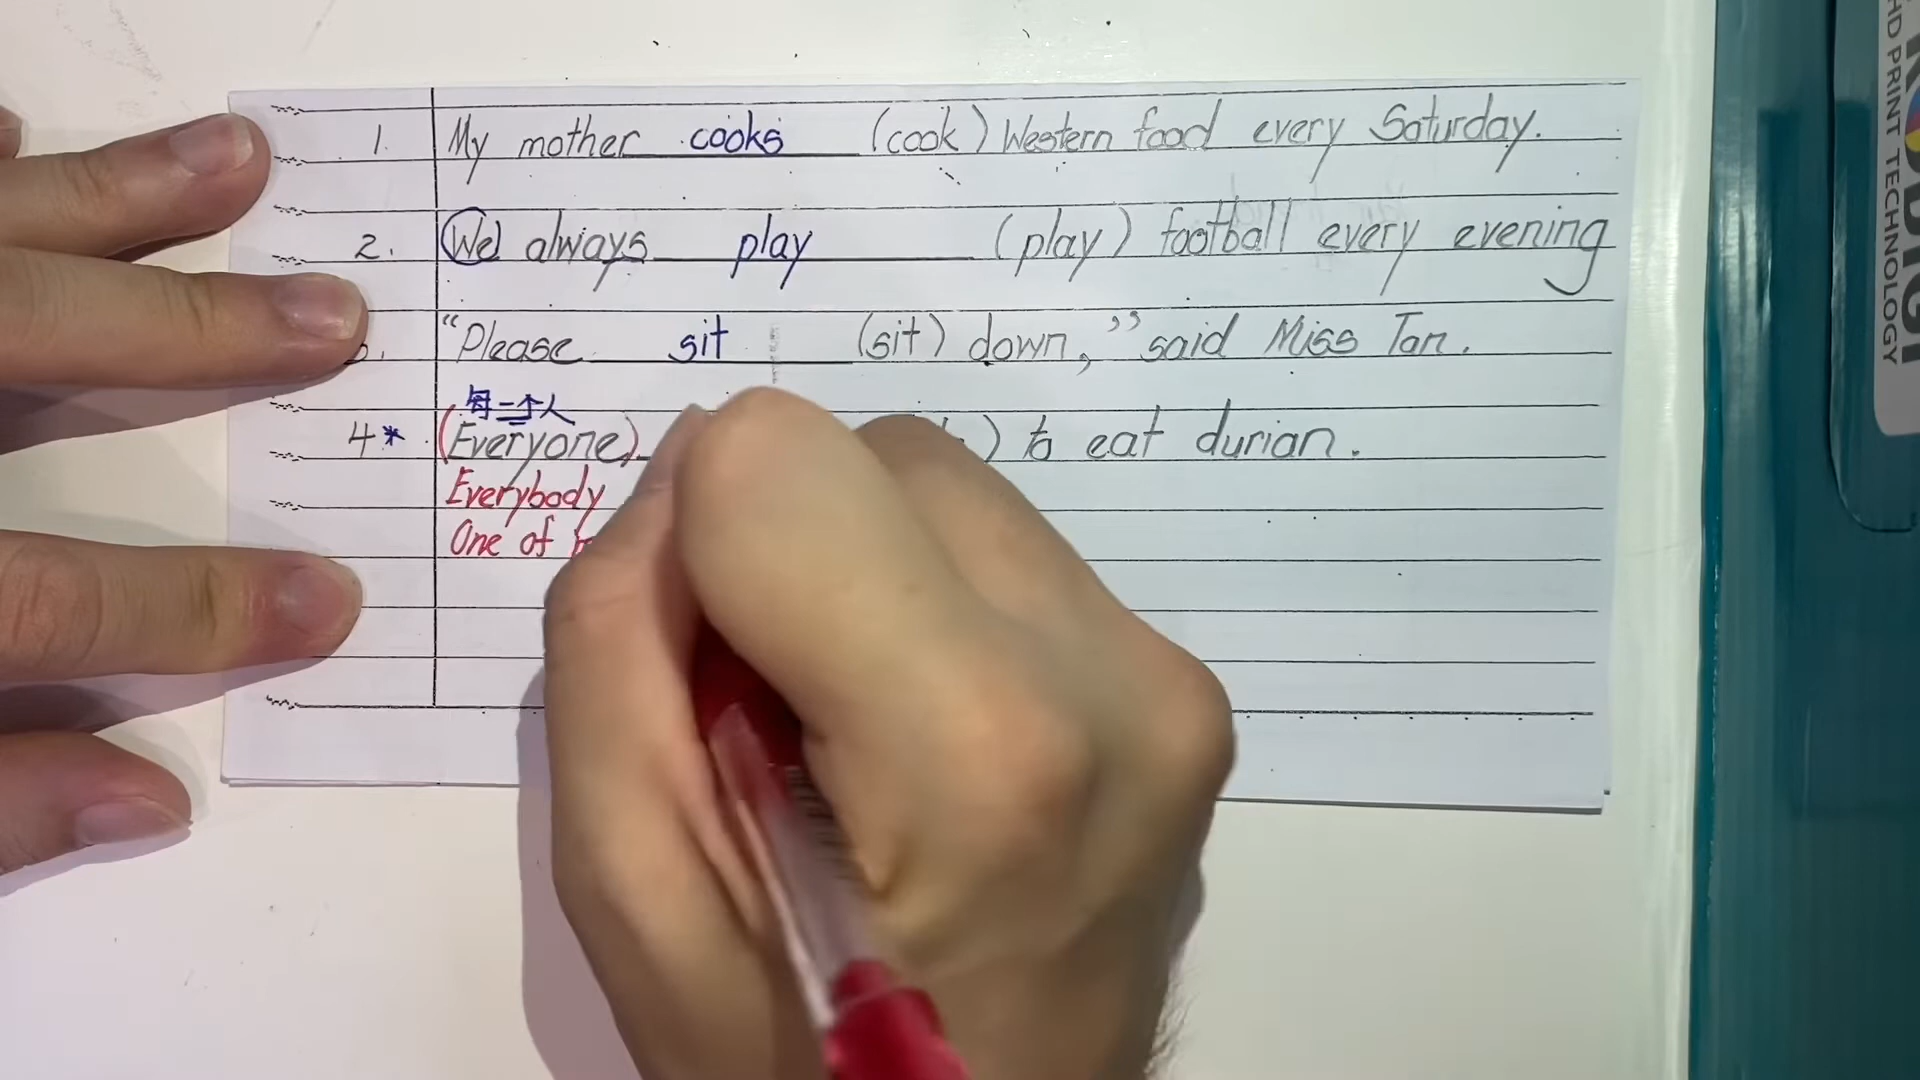 1. My mother cooks (cook) Western food every Saturday.
2. We always play (play) football every evening
"Please sit (sit) down," said Miss Tan.
每一个人
4* (Everyone) ) to eat durian.
Everybody
One of
HD PRINT TECHNOLOGY